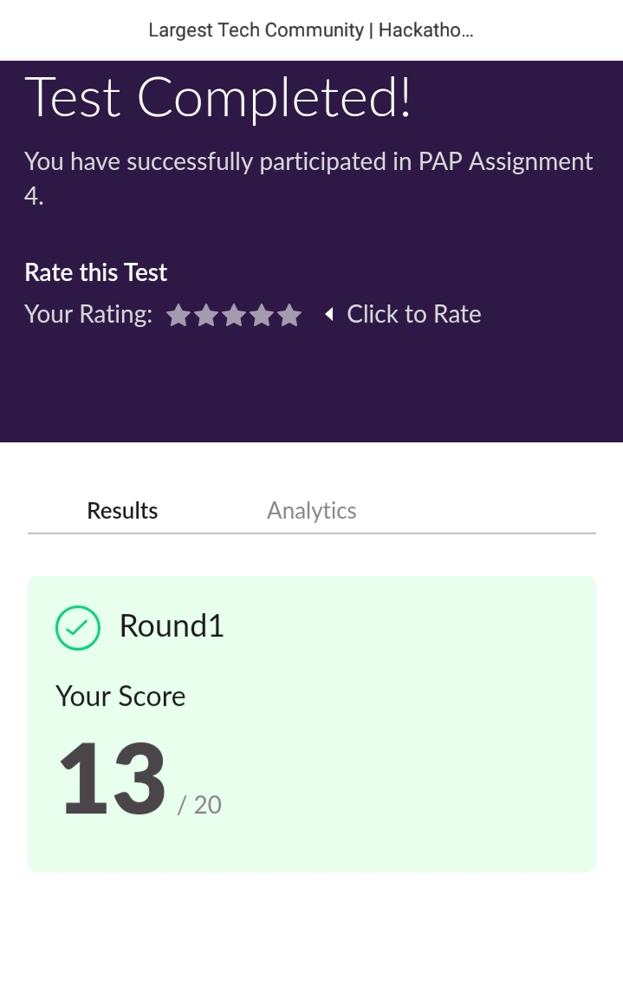 Largest Tech Community | Hackatho...
Test Completed!
You have successfully participated in PAP Assignment
4.
Rate this Test
Your Rating: Click to Rate
Results Analytics
Round1
Your Score
13 / 20